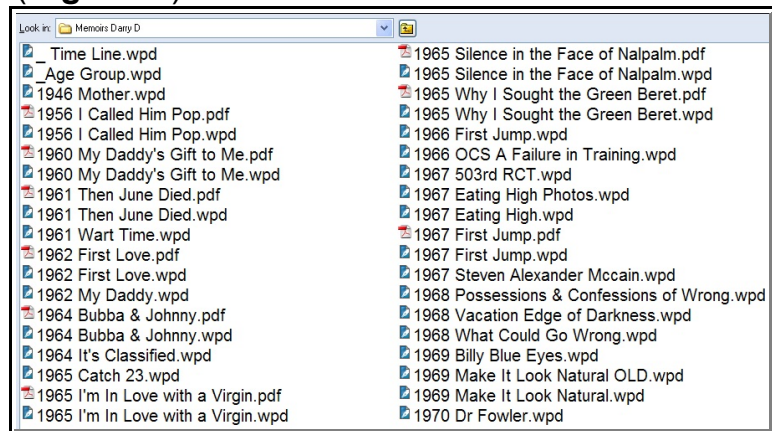 Look in: Memoirs Darry D
_ Time Line.wpd
_Age Group.wpd
1946 Mother.wpd
1956 I Called Him Pop.pdf
1956 I Called Him Pop.wpd
1960 My Daddy's Gift to Me.pdf
1960 My Daddy's Gift to Me.wpd
1961 Then June Died.pdf
1961 Then June Died.wpd
1961 Wart Time.wpd
1962 First Love.pdf
1962 First Love.wpd
1962 My Daddy.wpd
1964 Bubba & Johnny.pdf
1964 Bubba & Johnny.wpd
1964 It's Classified.wpd
1965 Catch 23.wpd
1965 I'm In Love with a Virgin.pdf
1965 I'm In Love with a Virgin.wpd
1965 Silence in the Face of Nalpalm.pdf
1965 Silence in the Face of Nalpalm.wpd
1965 Why I Sought the Green Beret.pdf
1965 Why I Sought the Green Beret.wpd
1966 First Jump.wpd
1966 OCS A Failure in Training.wpd
1967 503rd RCT.wpd
1967 Eating High Photos.wpd
1967 Eating High.wpd
1967 First Jump.pdf
1967 First Jump.wpd
1967 Steven Alexander Mccain.wpd
1968 Possessions & Confessions of Wrong.wpd
1968 Vacation Edge of Darkness.wpd
1968 What Could Go Wrong.wpd
1969 Billy Blue Eyes.wpd
1969 Make It Look Natural OLD.wpd
1969 Make It Look Natural.wpd
1970 Dr Fowler.wpd